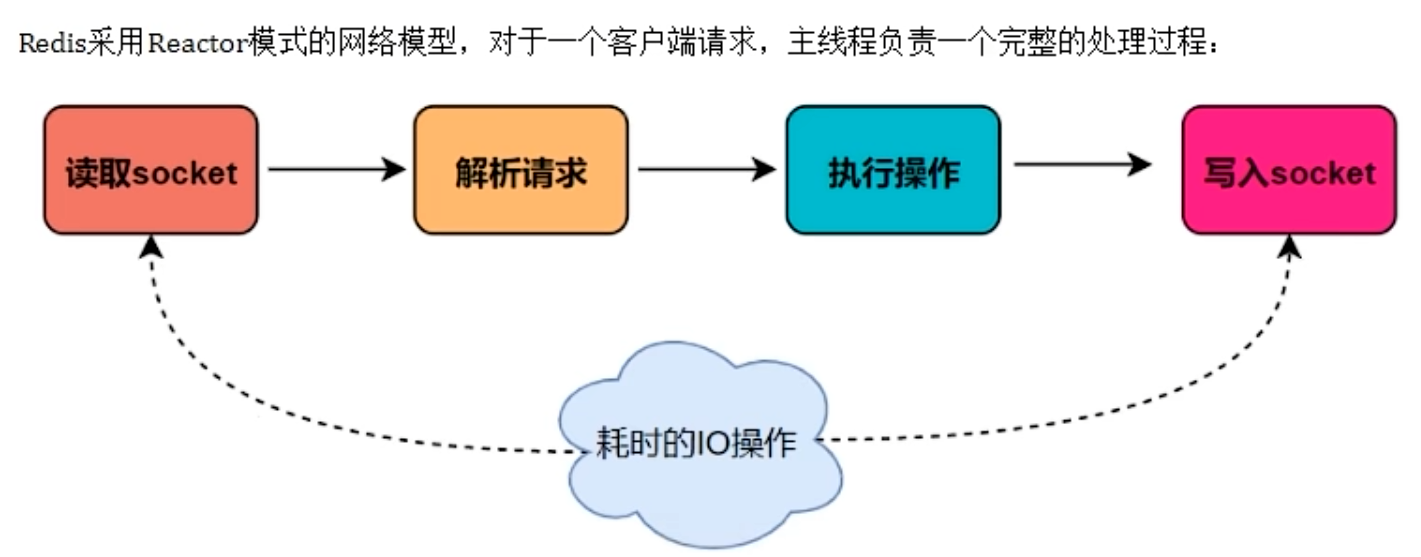 Redis采用Reactor模式的网络模型，对于一个客户端请求，主线程负责一个完整的处理过程：
读取socket
解析请求
执行操作
写入socket
耗时的IO操作